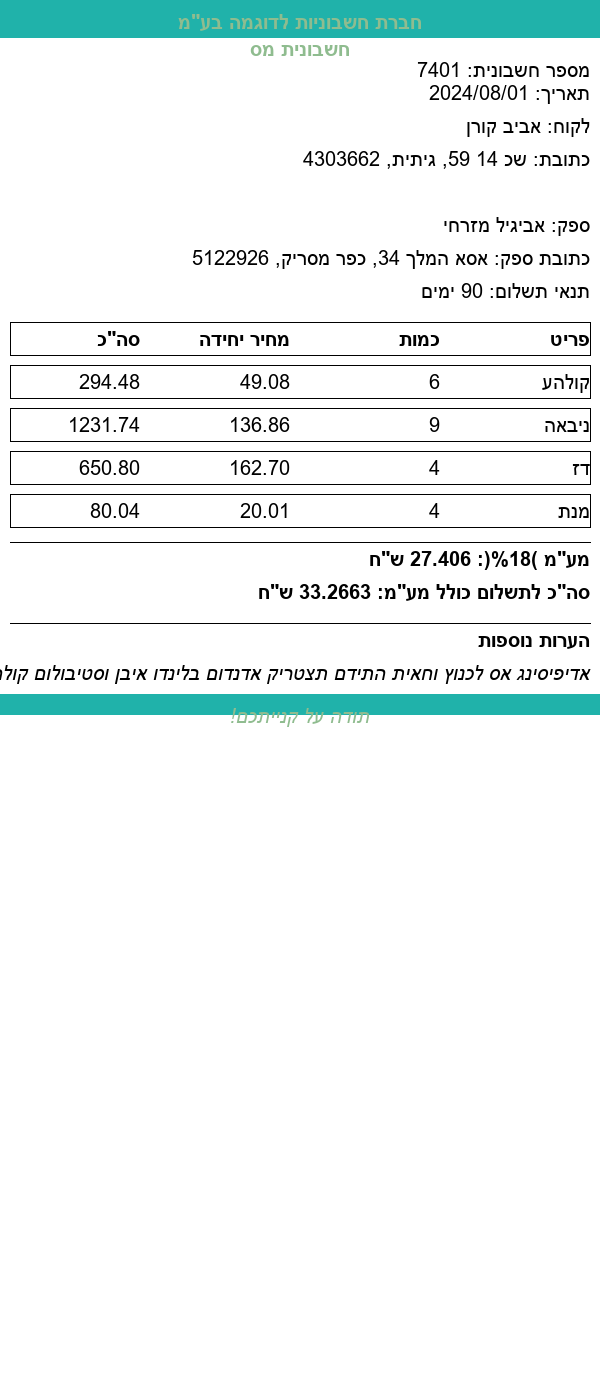 חברת חשבוניות לדוגמה בע"מ
חשבונית מס
מספר חשבונית: 7401
תאריך: 2024/08/01
לקוח: אביב קורן
כתובת: שכ 14 59, גיתית, 4303662
ספק: אביגיל מזרחי
כתובת ספק: אסא המלך 34, כפר מסריק, 5122926
תנאי תשלום: 90 ימים
פריט כמות מחיר יחידה סה"כ
קולהע 6 49.08 294.48
ניבאה 9 136.86 1231.74
דז 4 162.70 650.80
מנת 4 20.01 80.04
מע"מ )18%(: 27.406 ש"ח
סה"כ לתשלום כולל מע"מ: 33.2663 ש"ח
הערות נוספות
אדיפיסינג אס לכנוץ וחאית התידם תצטריק אדנדום בלינדו איבן וסטיבולום
תודה על קנייתכם!